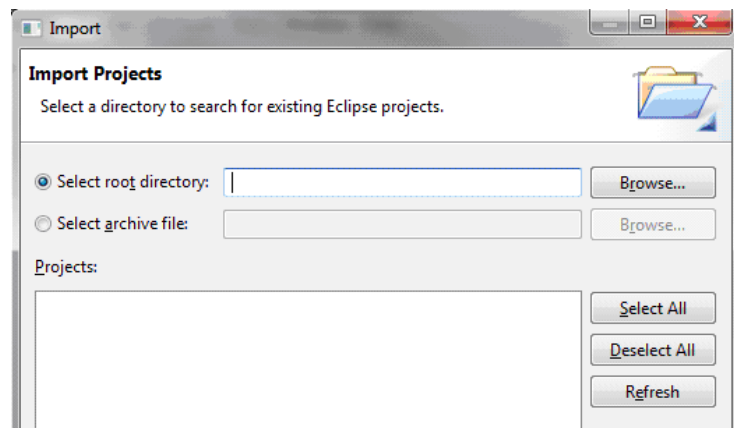 Import
Import Projects
Select a directory to search for existing Eclipse projects.
Select root directory:
Browse...
Select archive file:
Browse...
Projects:
Select All
Deselect All
Refresh